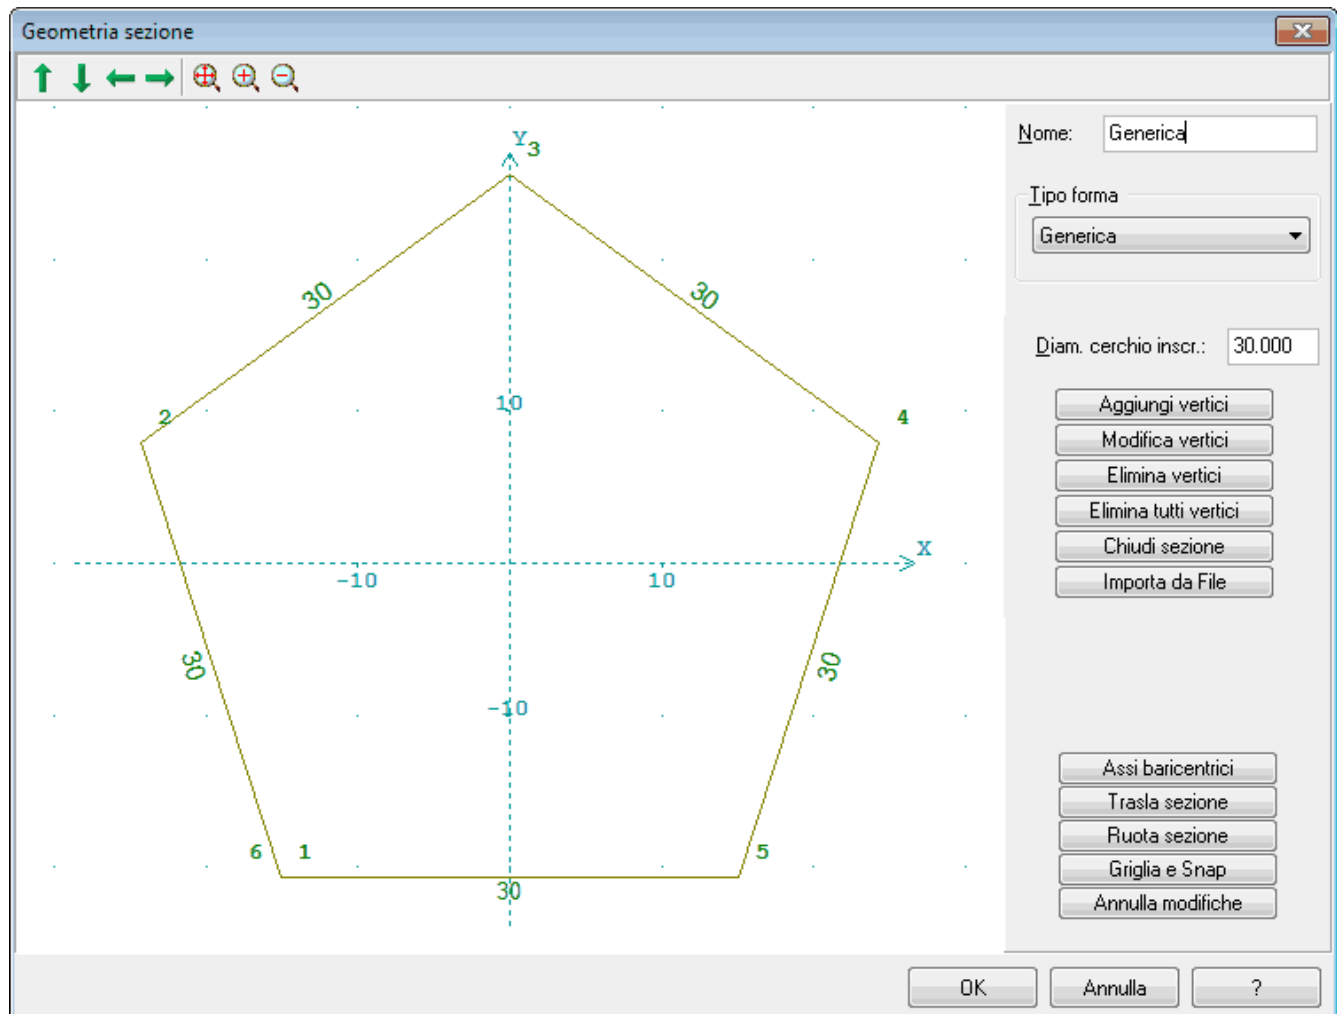 Geometria sezione
Y
3
Nome: Generica
Tipo forma
Generica
30
30
Diam. cerchio inscr.: 30.000
10
2
4
Aggiungi vertici
Modifica vertici
Elimina vertici
Elimina tutti vertici
Chiudi sezione
Importa da File
X
-10
10
30
30
-10
Assi baricentrici
Trasla sezione
Ruota sezione
Griglia e Snap
Annulla modifiche
6 1
5
30
OK Annulla ?